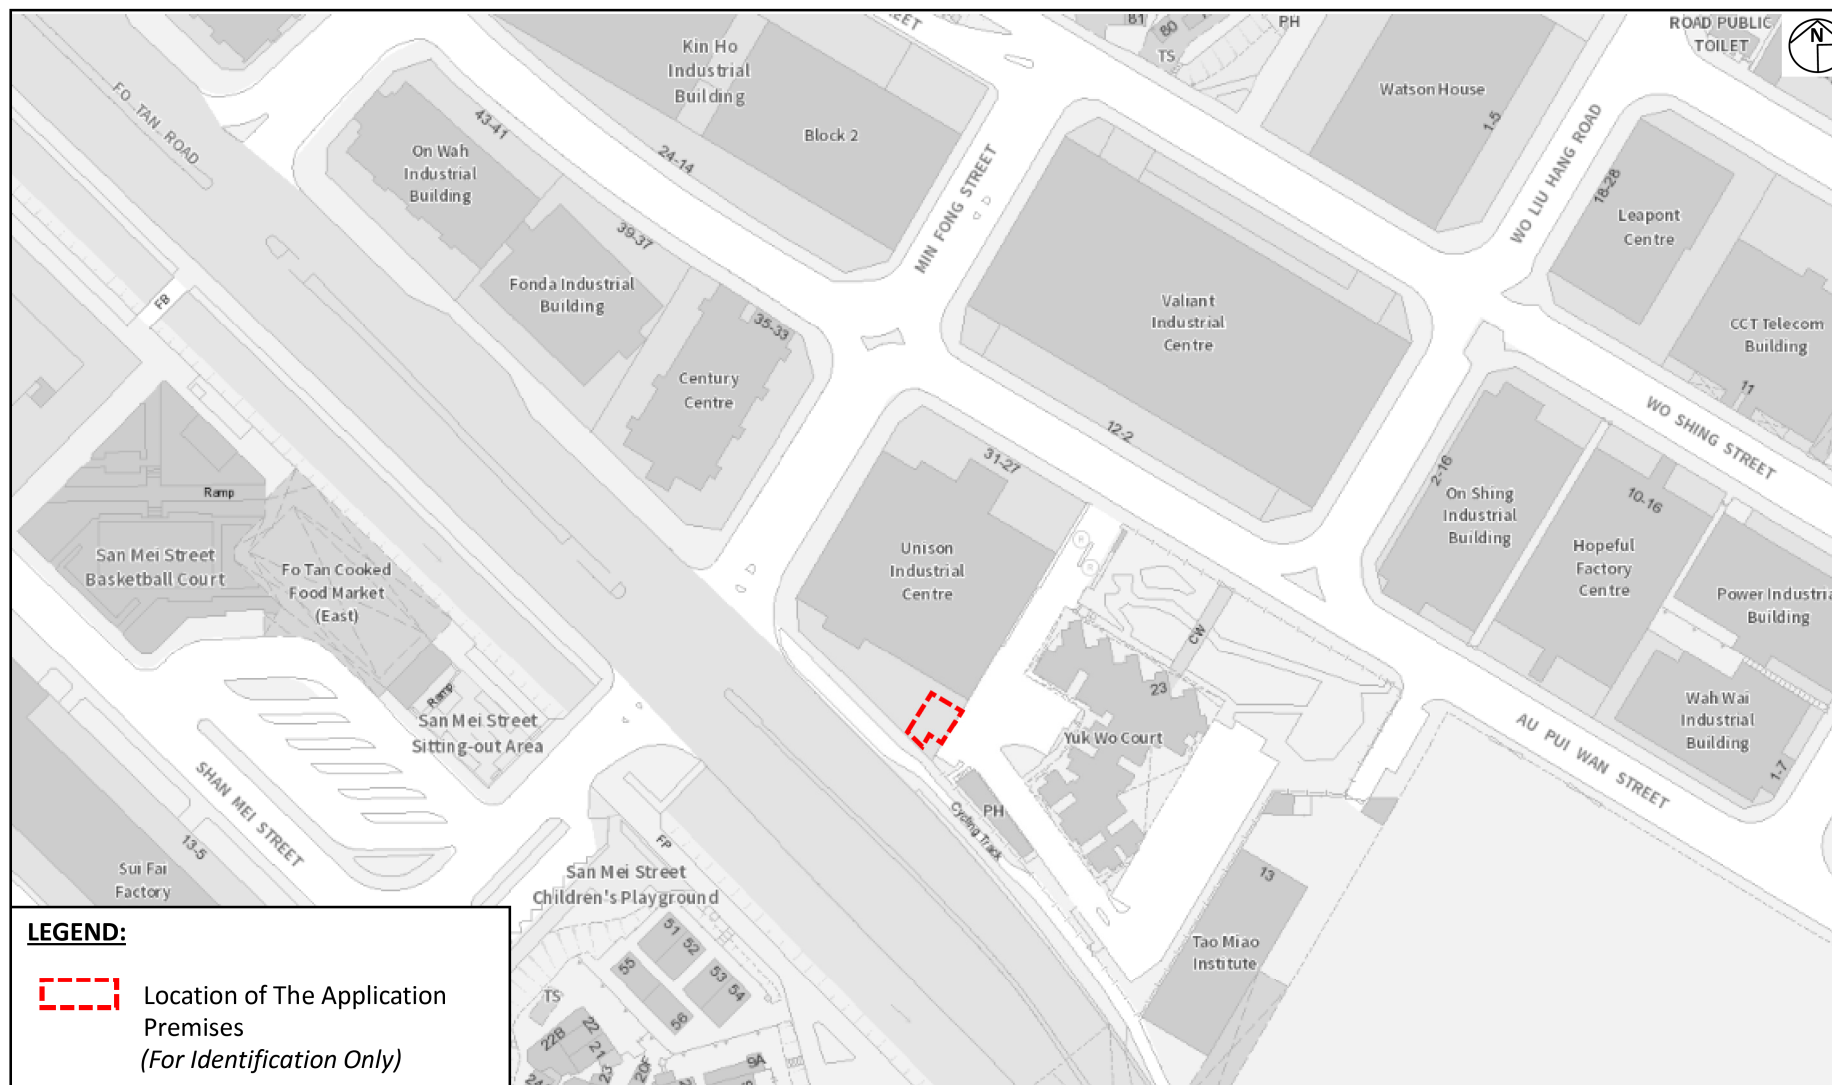 ROAD PUBLIC
TOILET
N
81
80
TS
PH
Kin Ho
Industrial
Building
Block 2
Watson House
1-5
FO TAN ROAD
43-41
On Wah
Industrial
Building
24-14
MIN FONG STREET
WO LIU HANG ROAD
18-28
Leapont
Centre
39-37
Fonda Industrial
Building
FB
35-33
Century
Centre
Valiant
Industrial
Centre
12-2
CCT Telecom
Building
11
WO SHING STREET
31-27
2-16
On Shing
Industrial
Building
10-16
Hopeful
Factory
Centre
Power Industria
Building
Ramp
San Mei Street
Basketball Court
Fo Tan Cooked
Food Market
(East)
Unison
Industrial
Centre
CW
23
Yuk Wo Court
Ramp
San Mei Street
Sitting-out Area
Wah Wai
Industrial
Building
1-7
AU PUI WAN STREET
SHAN MEI STREET
13-5
Sui Fai
Factory
PH
Cycling Track
FP
San Mei Street
Children's Playground
13
Tao Miao
Institute
51
52
53
54
55
56
TS
22
22B
21
23
20F
9A
LEGEND:
Location of The Application
Premises
(For Identification Only)